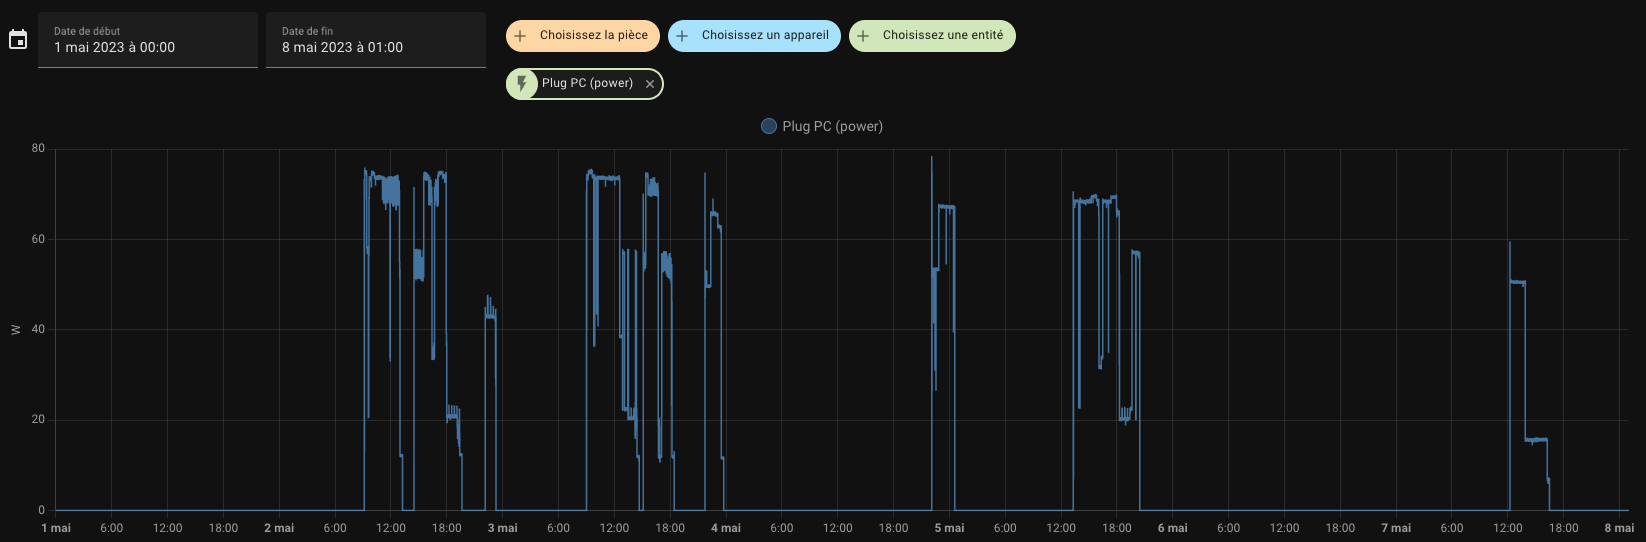 Date de début
1 mai 2023 à 00:00
Date de fin
8 mai 2023 à 01:00
Choisissez la pièce
Choisissez un appareil
Choisissez une entité
Plug PC (power)
Plug PC (power)
80
60
40
20
0
W
1 mai 6:00 12:00 18:00 2 mai 6:00 12:00 18:00 3 mai 6:00 12:00 18:00 4 mai 6:00 12:00 18:00 5 mai 6:00 12:00 18:00 6 mai 6:00 12:00 18:00 7 mai 6:00 12:00 18:00 8 mai